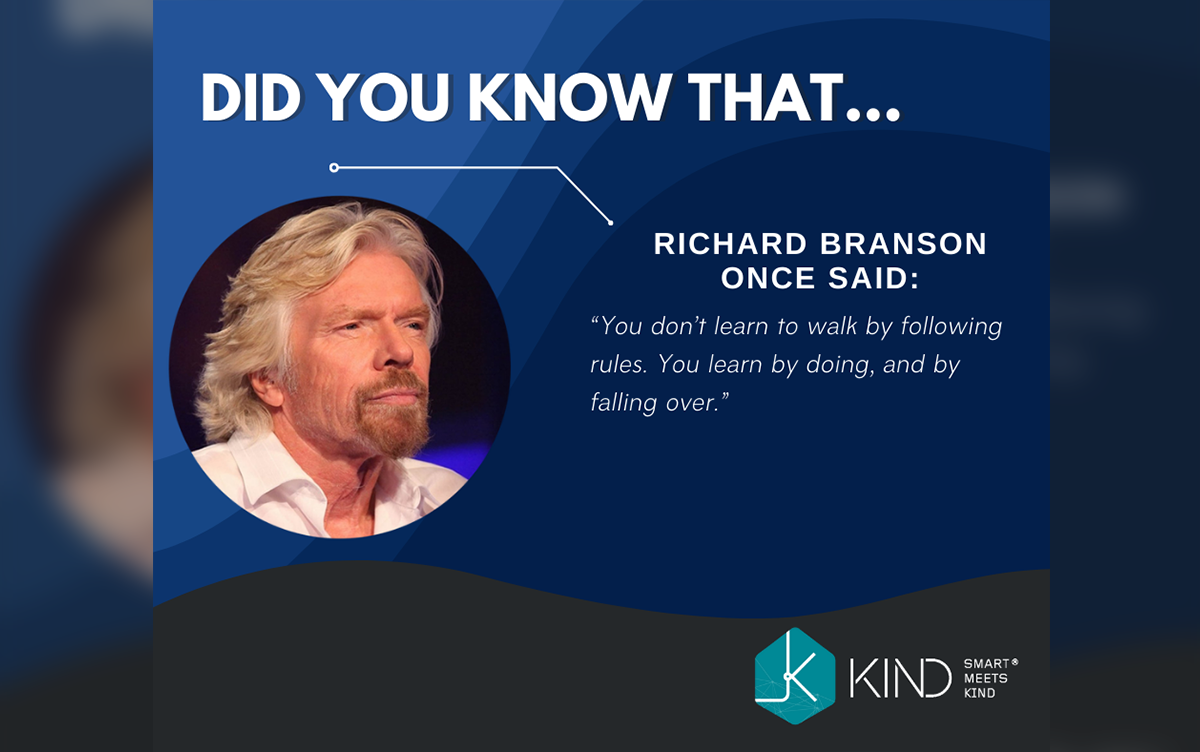 DID YOU KNOW THAT...
RICHARD BRANSON
ONCE SAID:
“You don’t learn to walk by following
rules. You learn by doing, and by
falling over.”
KIND
SMART®
MEETS
KIND